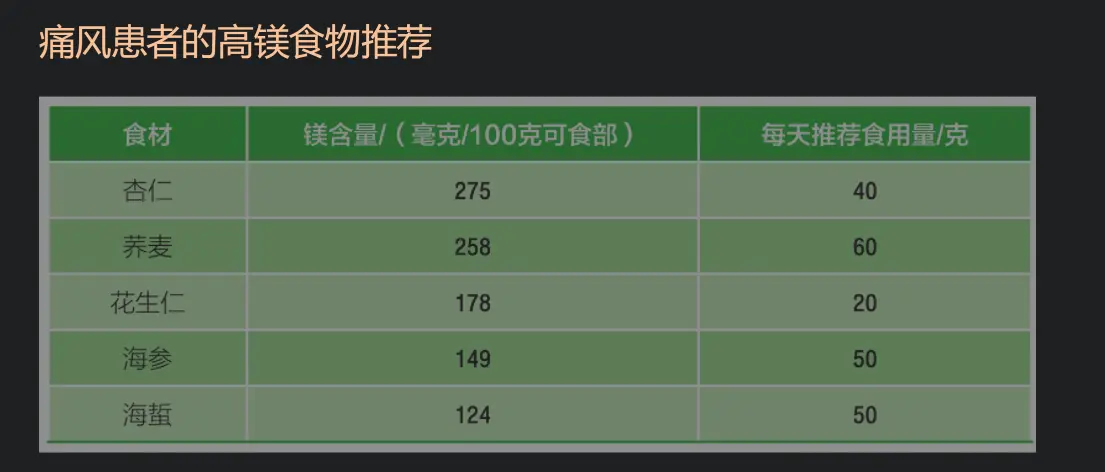 痛风患者的高镁食物推荐
食材 镁含量/（毫克/100克可食部） 每天推荐食用量/克
杏仁 275 40
荞麦 258 60
花生仁 178 20
海参 149 50
海蜇 124 50